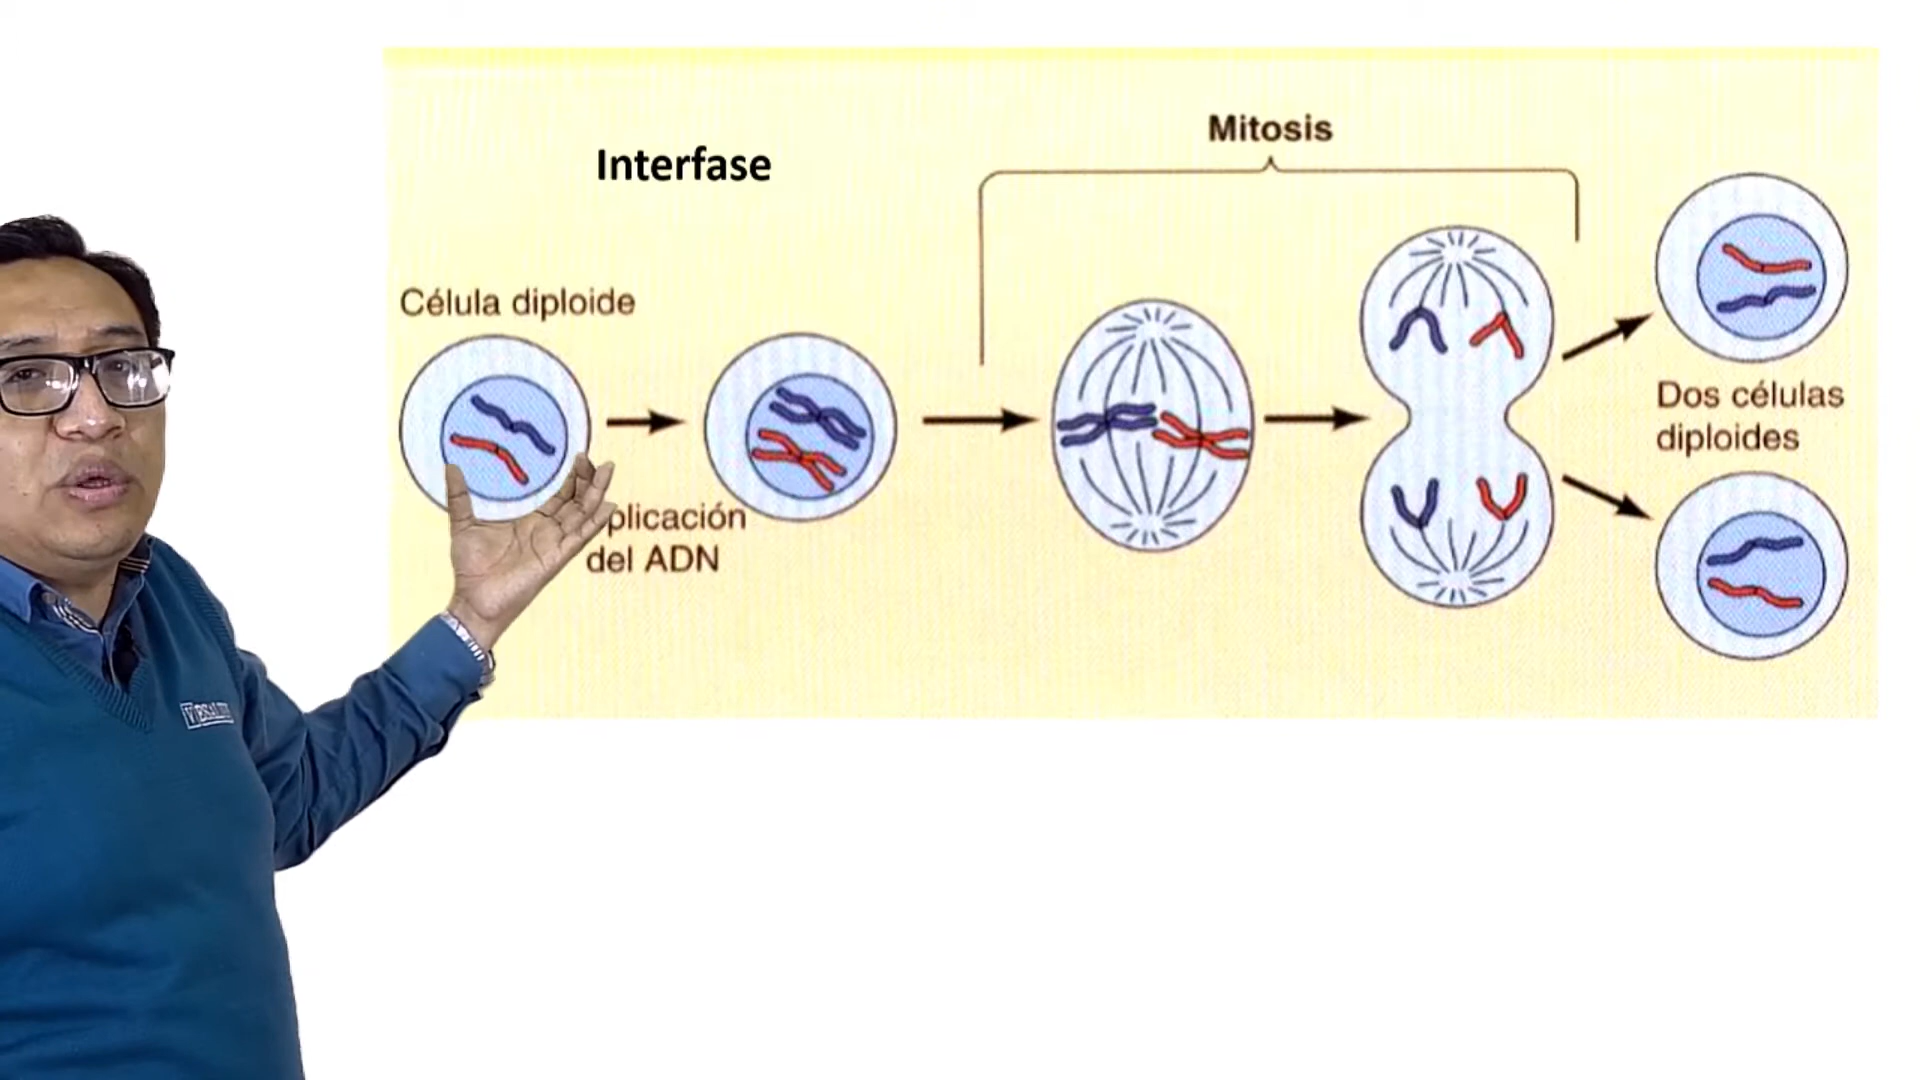 Mitosis
Interfase
Célula diploide
plicación
del ADN
Dos células
diploides